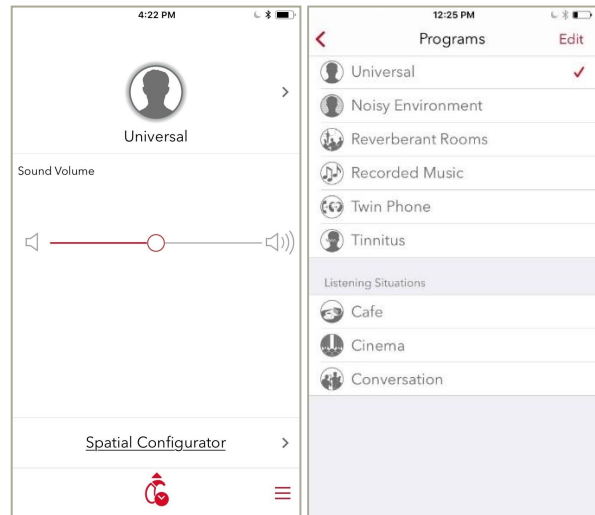 4:22 PM
Universal
Sound Volume
Spatial Configurator
12:25 PM
Programs
Edit
Universal
Noisy Environment
Reverberant Rooms
Recorded Music
Twin Phone
Tinnitus
Listening Situations
Cafe
Cinema
Conversation